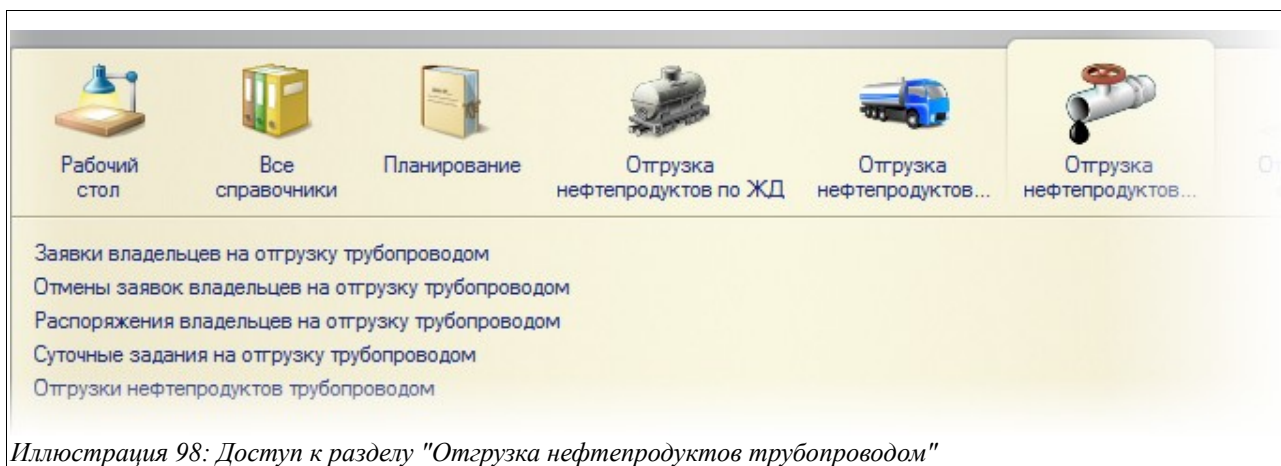 Рабочий
стол
Все
справочники
Планирование
Отгрузка
нефтепродуктов по ЖД
Отгрузка
нефтепродуктов...
Отгрузка
нефтепродуктов...
Заявки владельцев на отгрузку трубопроводом
Отмены заявок владельцев на отгрузку трубопроводом
Распоряжения владельцев на отгрузку трубопроводом
Суточные задания на отгрузку трубопроводом
Отгрузки нефтепродуктов трубопроводом
Иллюстрация 98: Доступ к разделу "Отгрузка нефтепродуктов трубопроводом"